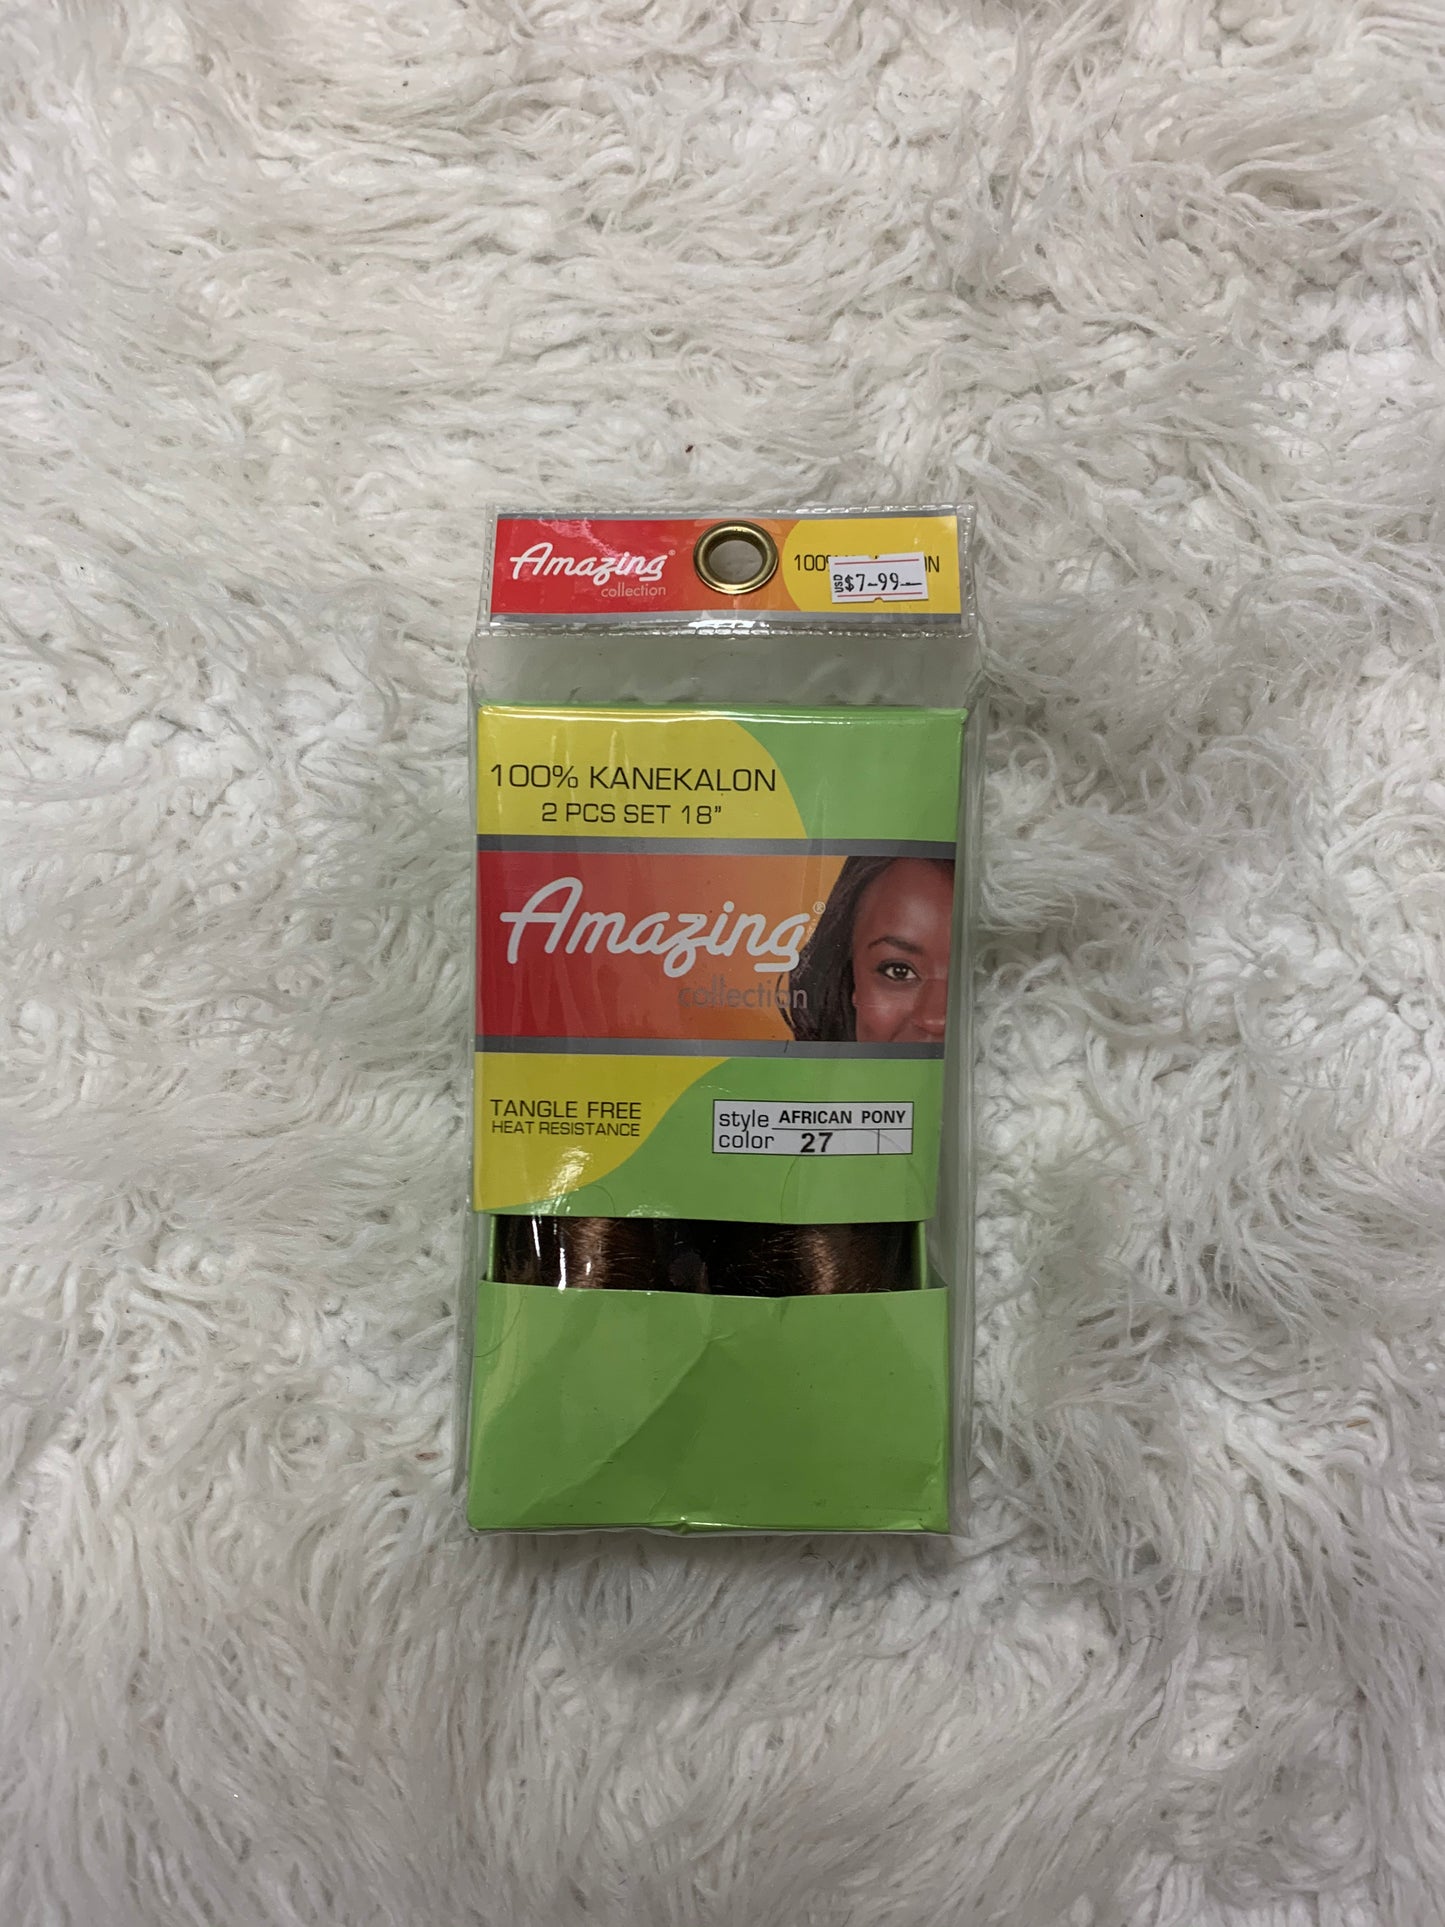 Amazing®
collection
100%
ON
USD
$7-99-
100% KANEKALON
2 PCS SET 18”
Amazing®
collection
TANGLE FREE
HEAT RESISTANCE
style AFRICAN PONY
color 27